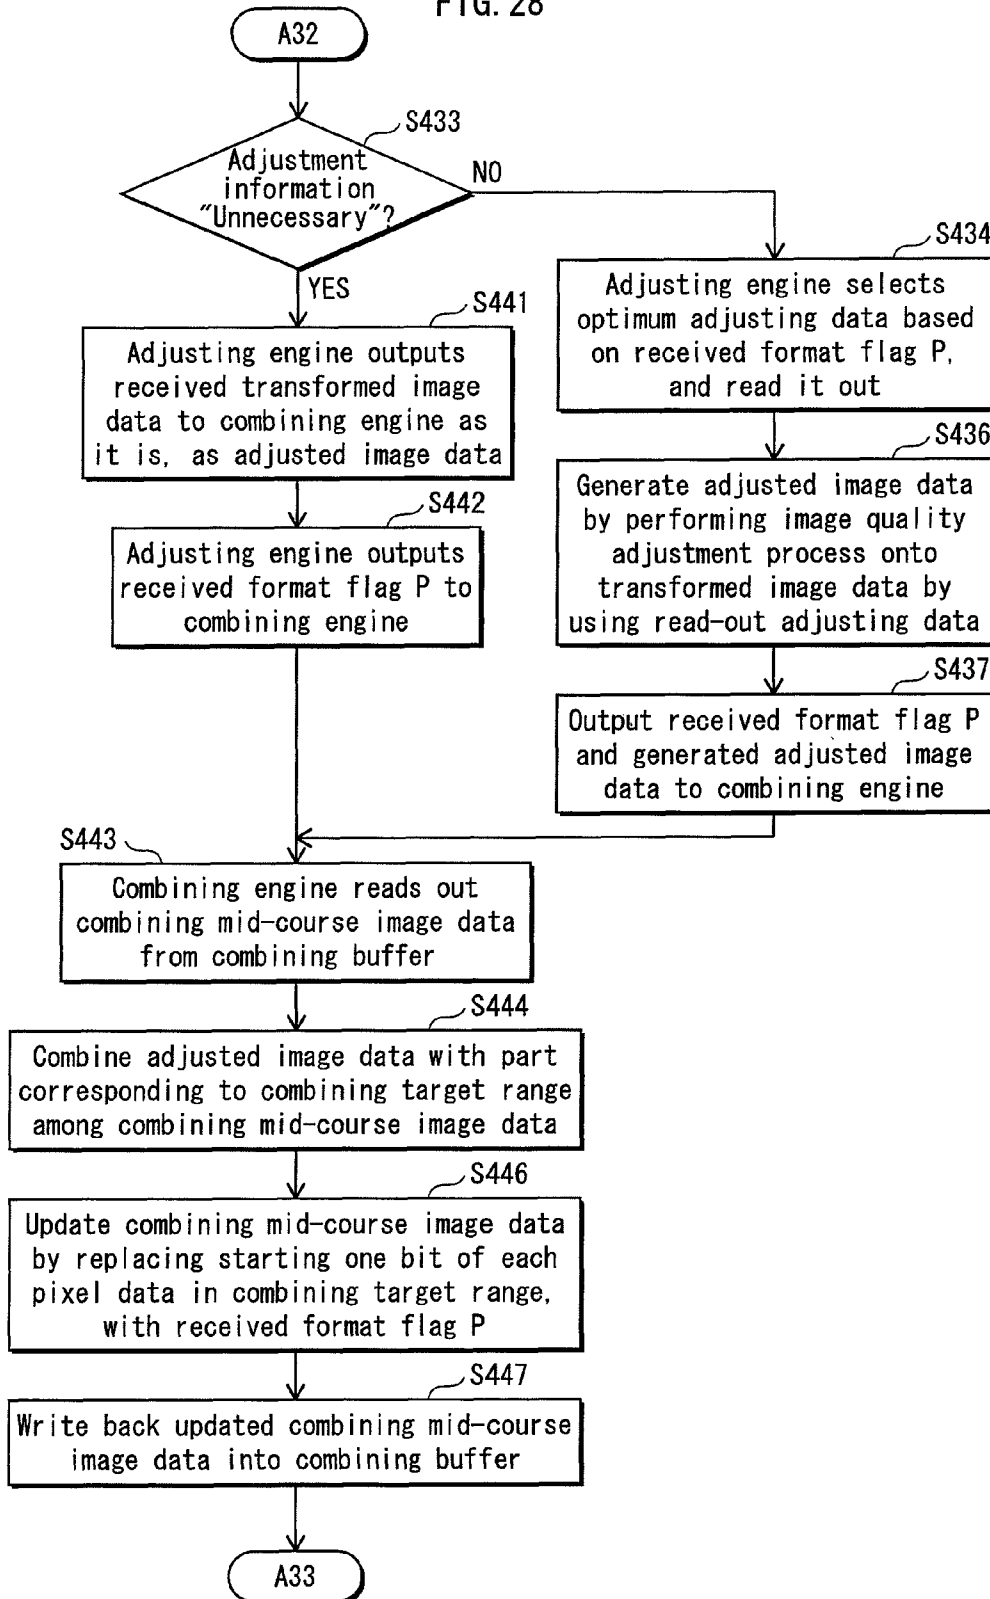 FIG. 28
A32
S433
Adjustment
information
"Unnecessary"?
NO
YES
S434
Adjusting engine selects
optimum adjusting data based
on received format flag P,
and read it out
S441
Adjusting engine outputs
received transformed image
data to combining engine as
it is, as adjusted image data
S436
Generate adjusted image data
by performing image quality
adjustment process onto
transformed image data by
using read-out adjusting data
S442
Adjusting engine outputs
received format flag P to
combining engine
S437
Output received format flag P
and generated adjusted image
data to combining engine
S443
Combining engine reads out
combining mid-course image data
from combining buffer
S444
Combine adjusted image data with part
corresponding to combining target range
among combining mid-course image data
S446
Update combining mid-course image data
by replacing starting one bit of each
pixel data in combining target range,
with received format flag P
S447
Write back updated combining mid-course
image data into combining buffer
A33